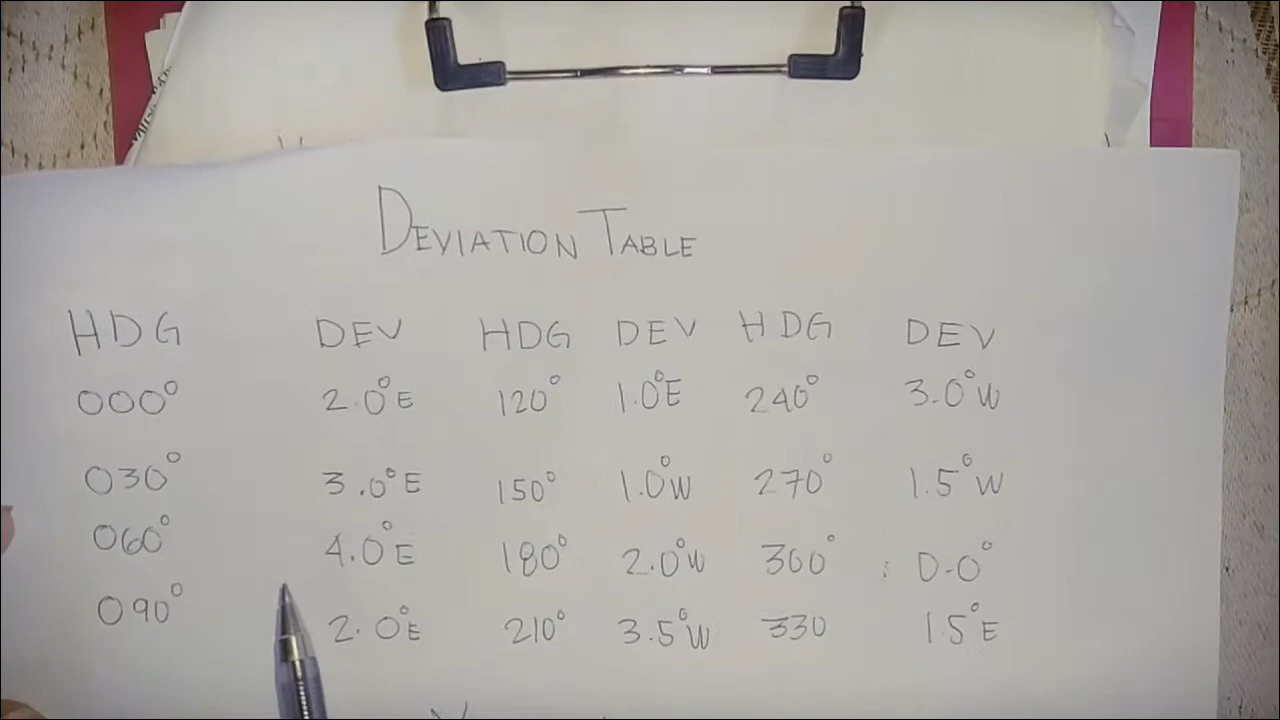 DEVIATION TABLE
HDG DEV HDG DEV HDG DEV
000° 2.0°E 120° 1.0°E 240° 3.0°W
030° 3.0°E 150° 1.0°W 270° 1.5°W
060° 4.0°E 180° 2.0°W 300° 0.0°
090° 2.0°E 210° 3.5°W 330 1.5°E